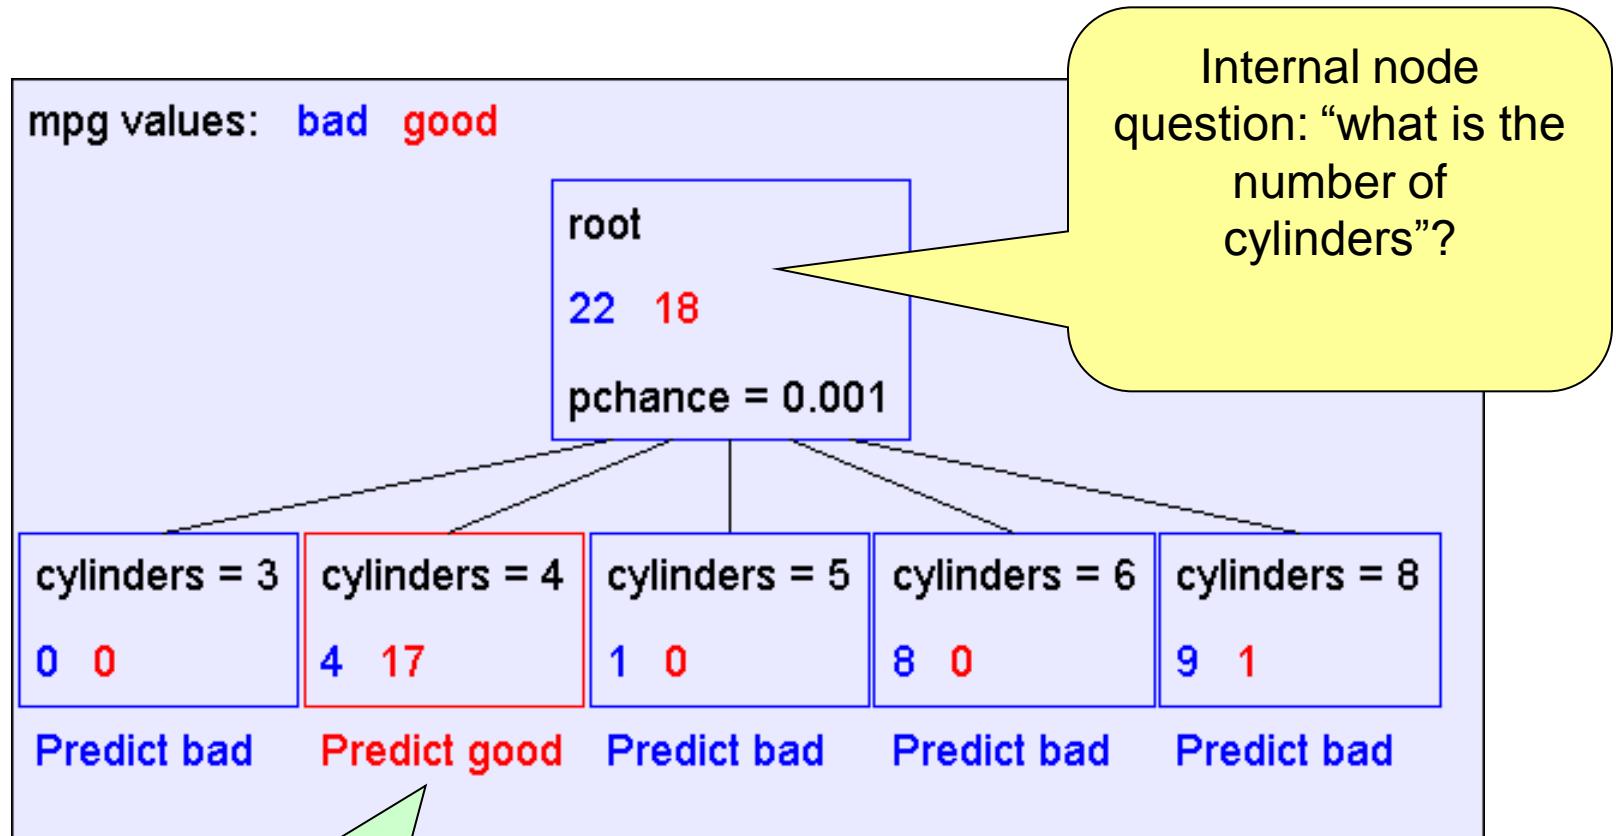 Internal node
question: “what is the
number of
cylinders”?
mpg values: bad good
root
22 18
pchance = 0.001
cylinders = 3 cylinders = 4 cylinders = 5 cylinders = 6 cylinders = 8
0 0 4 17 1 0 8 0 9 1
Predict bad Predict good Predict bad Predict bad Predict bad